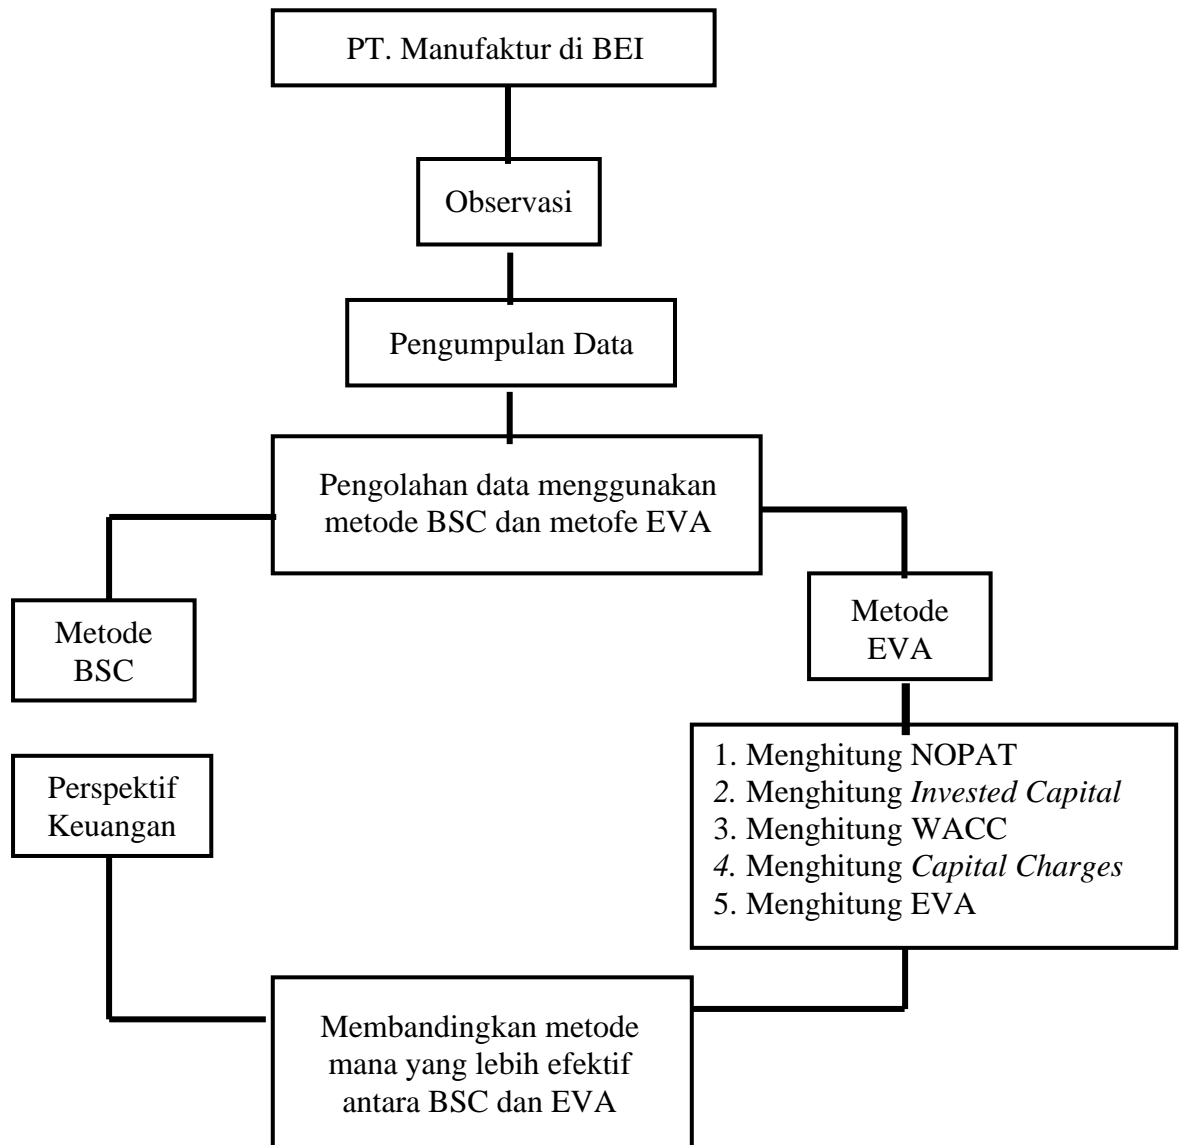 PT. Manufaktur di BEI
Observasi
Pengumpulan Data
Pengolahan data menggunakan
metode BSC dan metofe EVA
Metode
BSC
Metode
EVA
Perspektif
Keuangan
1. Menghitung NOPAT
2. Menghitung Invested Capital
3. Menghitung WACC
4. Menghitung Capital Charges
5. Menghitung EVA
Membandingkan metode
mana yang lebih efektif
antara BSC dan EVA